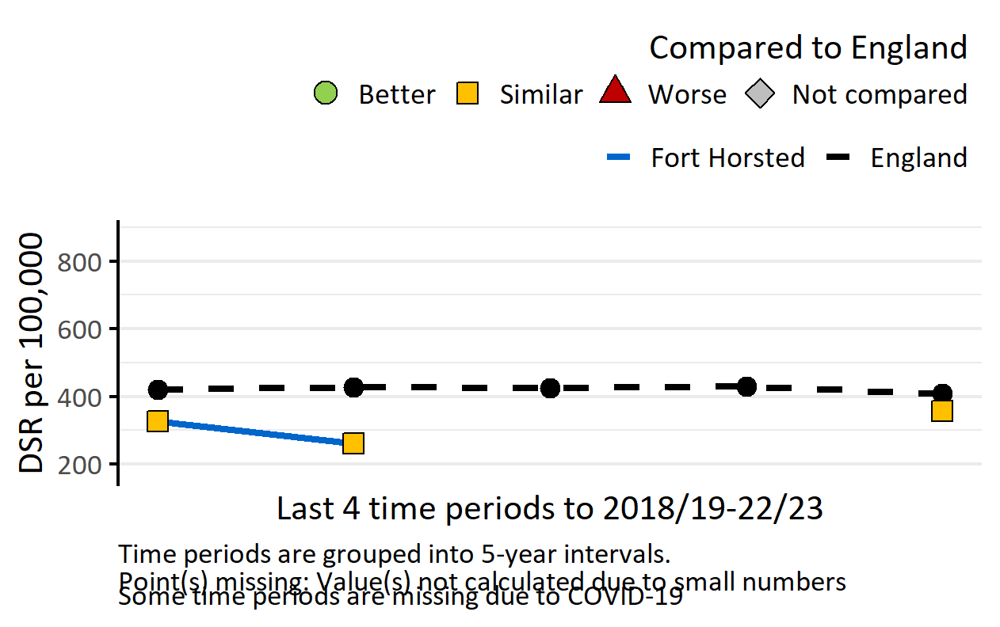 Compared to England
Better Similar Worse Not compared
Fort Horsted England
DSR per 100,000
800
600
400
200
Last 4 time periods to 2018/19-22/23
Time periods are grouped into 5-year intervals.
Point(s) missing: Value(s) not calculated due to small numbers
Some time periods are missing due to COVID-19